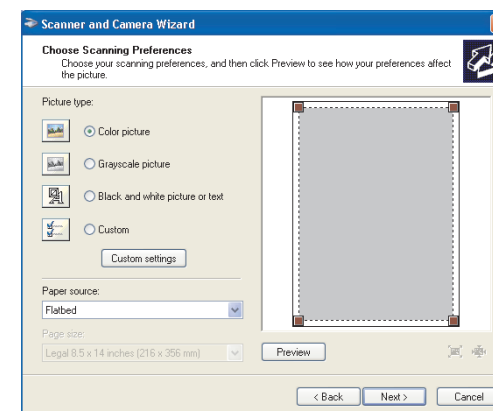 Scanner and Camera Wizard
Choose Scanning Preferences
Choose your scanning preferences, and then click Preview to see how your preferences affect
the picture.
Picture type:
Color picture
Grayscale picture
Black and white picture or text
Custom
Custom settings
Paper source:
Flatbed
Page size:
Legal 8.5 x 14 inches (216 x 356 mm)
Preview
< Back
Next >
Cancel